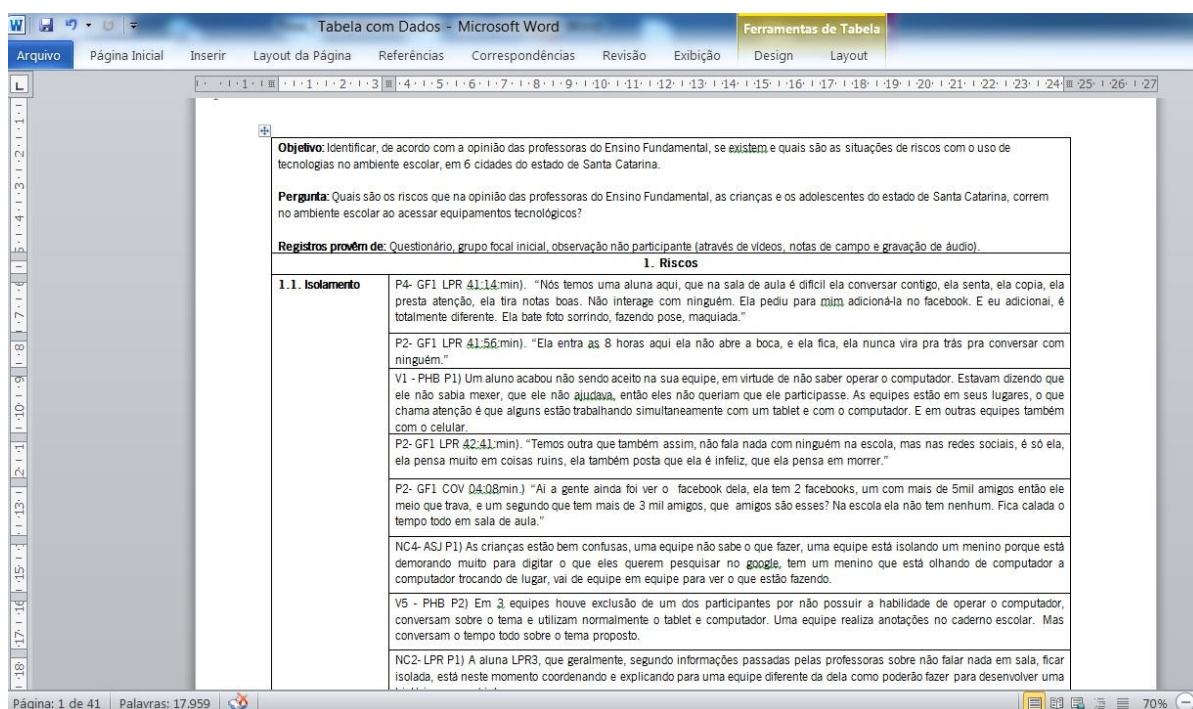 Tabela com Dados - Microsoft Word
Ferramentas de Tabela
Arquivo Página Inicial Inserir Layout da Página Referências Correspondências Revisão Exibição Design Layout
Objetivo: Identificar, de acordo com a opinião das professoras do Ensino Fundamental, se existem e quais são as situações de riscos com o uso de
tecnologias no ambiente escolar, em 6 cidades do estado de Santa Catarina.
Pergunta: Quais são os riscos que na opinião das professoras do Ensino Fundamental, as crianças e os adolescentes do estado de Santa Catarina, correm
no ambiente escolar ao acessar equipamentos tecnológicos?
Registros provêm de: Questionário, grupo focal inicial, observação não participante (através de vídeos, notas de campo e gravação de áudio).
1. Riscos
1.1. Isolamento
P4- GF1 LPR 41:14:min). “Nós temos uma aluna aqui, que na sala de aula é difícil ela conversar contigo, ela senta, ela copia, ela
presta atenção, ela tira notas boas. Não interage com ninguém. Ela pediu para mim adicioná-la no facebook. E eu adicionai, é
totalmente diferente. Ela bate foto sorrindo, fazendo pose, maquiada.”
P2- GF1 LPR 41:56:min). “Ela entra as 8 horas aqui ela não abre a boca, e ela fica, ela nunca vira pra trás pra conversar com
ninguém.”
V1 - PHB P1) Um aluno acabou não sendo aceito na sua equipe, em virtude de não saber operar o computador. Estavam dizendo que
ele não sabia mexer, que ele não ajudava, então eles não queriam que ele participasse. As equipes estão em seus lugares, o que
chama atenção é que alguns estão trabalhando simultaneamente com um tablet e com o computador. E em outras equipes também
com o celular.
P2- GF1 LPR 42:41:min). “Temos outra que também assim, não fala nada com ninguém na escola, mas nas redes sociais, é só ela,
ela pensa muito em coisas ruins, ela também posta que ela é infeliz, que ela pensa em morrer.”
P2- GF1 COV 04:08min.) “Ai a gente ainda foi ver o facebook dela, ela tem 2 facebooks, um com mais de 5mil amigos então ele
meio que trava, e um segundo que tem mais de 3 mil amigos, que amigos são esses? Na escola ela não tem nenhum. Fica calada o
tempo todo em sala de aula.”
NC4- ASJ P1) As crianças estão bem confusas, uma equipe não sabe o que fazer, uma equipe está isolando um menino porque está
demorando muito para digitar o que eles querem pesquisar no google, tem um menino que está olhando de computador a
computador trocando de lugar, vai de equipe em equipe para ver o que estão fazendo.
V5 - PHB P2) Em 3 equipes houve exclusão de um dos participantes por não possuir a habilidade de operar o computador,
conversam sobre o tema e utilizam normalmente o tablet e computador. Uma equipe realiza anotações no caderno escolar. Mas
conversam o tempo todo sobre o tema proposto.
NC2- LPR P1) A aluna LPR3, que geralmente, segundo informações passadas pelas professoras sobre não falar nada em sala, ficar
isolada, está neste momento coordenando e explicando para uma equipe diferente da dela como poderão fazer para desenvolver uma
Página: 1 de 41 Palavras: 17.959 70%